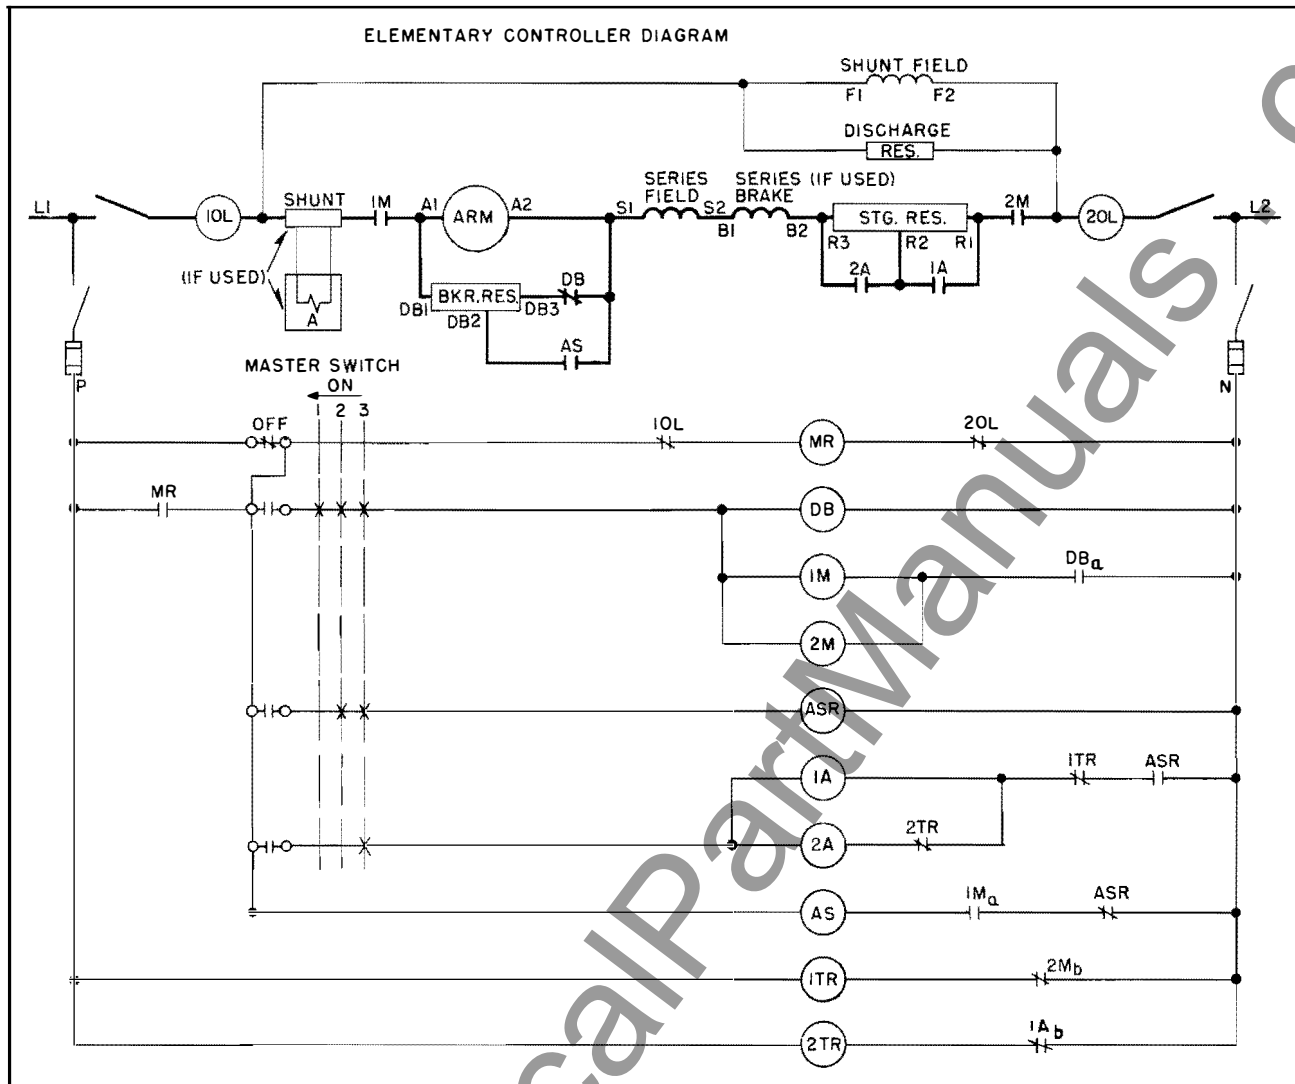 ELEMENTARY CONTROLLER DIAGRAM
SHUNT FIELD
F1 F2
DISCHARGE
RES.
L1
1OL
SHUNT
1M
A1
ARM
A2
S1
SERIES FIELD
S2
SERIES (IF USED) BRAKE
B1
B2
STG. RES.
R3
R2
R1
2M
2OL
L2
(IF USED)
A
2A
1A
DB1
BKR.RES.
DB2
DB3
DB
AS
P
N
MASTER SWITCH
ON
1 2 3
OFF
1OL
MR
2OL
MR
DB
1M
DBa
2M
ASR
1A
1TR
ASR
2A
2TR
AS
1Ma
ASR
1TR
2Mb
2TR
1Ab
calPartManuals.c